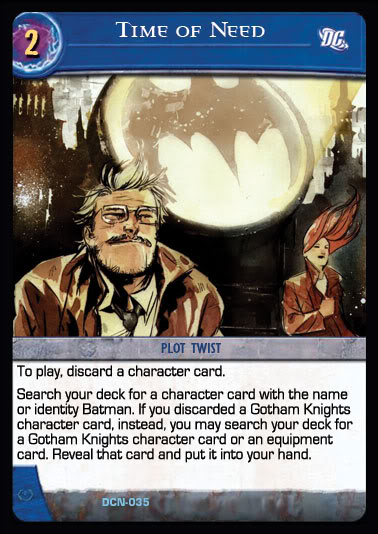 2
TIME OF NEED
DC
PLOT TWIST
To play, discard a character card.
Search your deck for a character card with the name
or identity Batman. If you discarded a Gotham Knights
character card, instead, you may search your deck for
a Gotham Knights character card or an equipment
card. Reveal that card and put it into your hand.
DCN-035